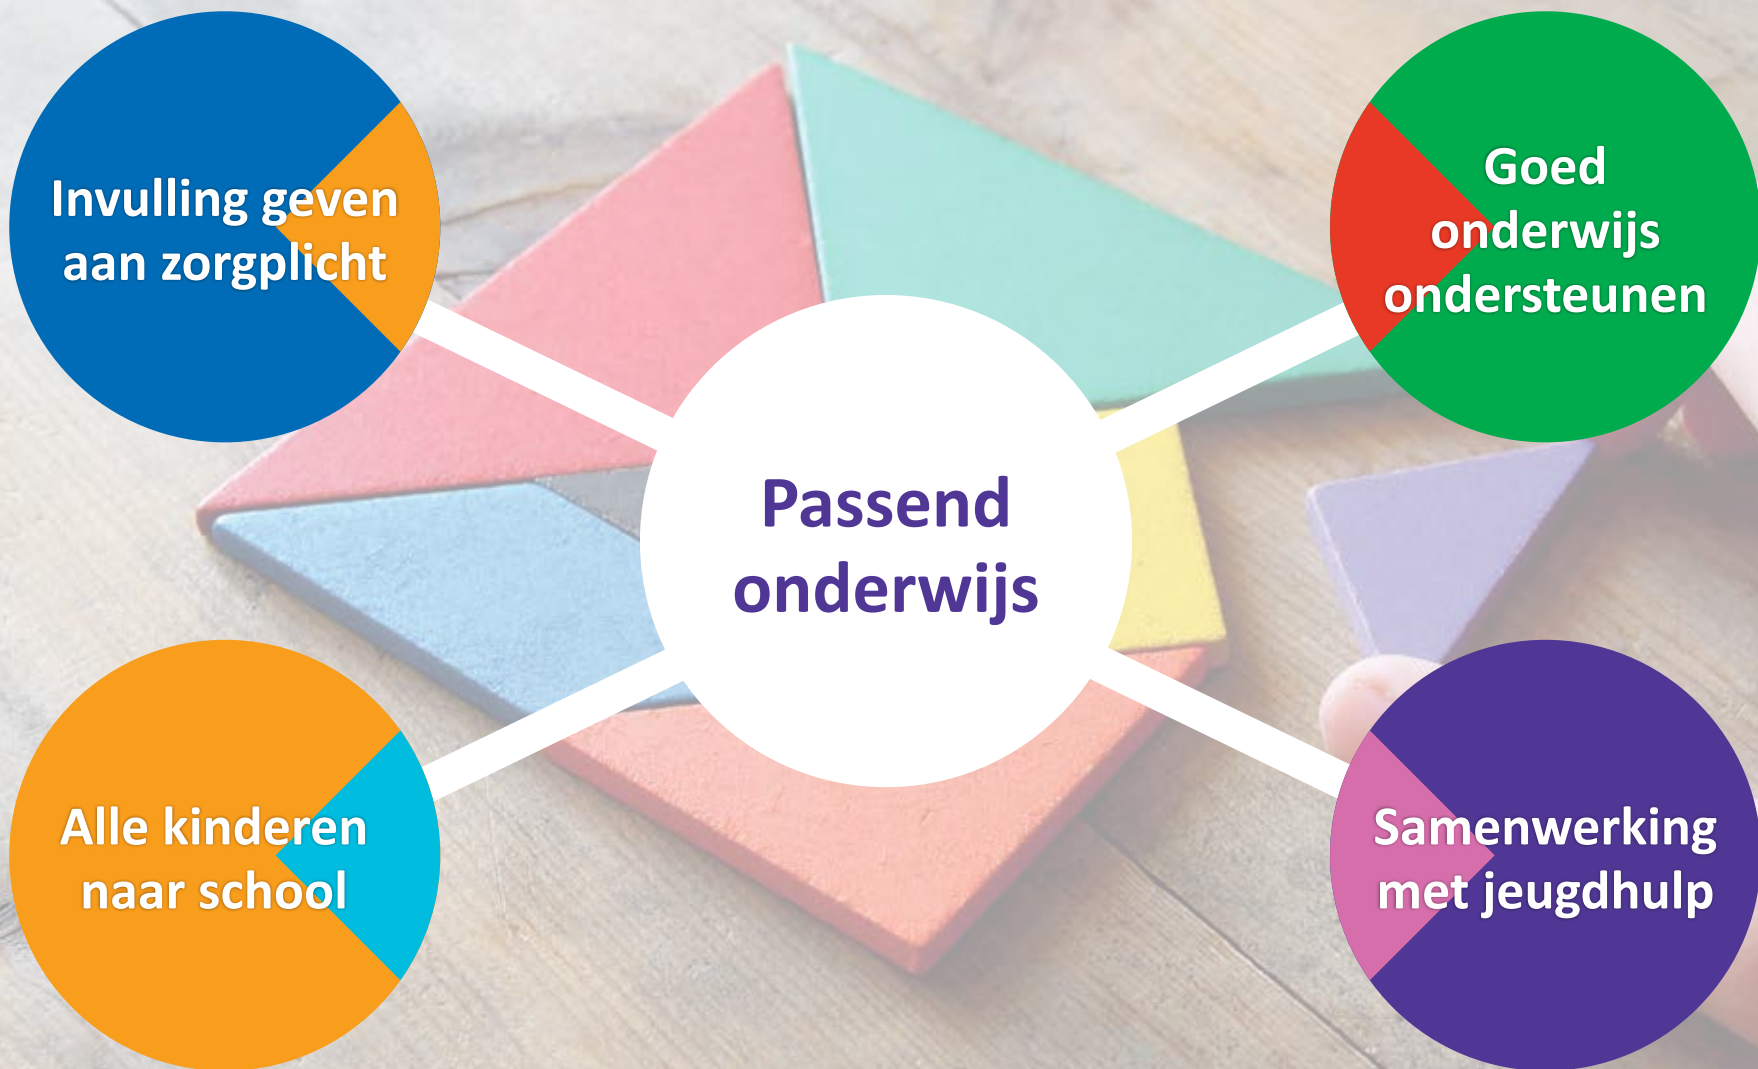 Invulling geven
aan zorgplicht
Goed
onderwijs
ondersteunen
Passend
onderwijs
Alle kinderen
naar school
Samenwerking
met jeugdhulp